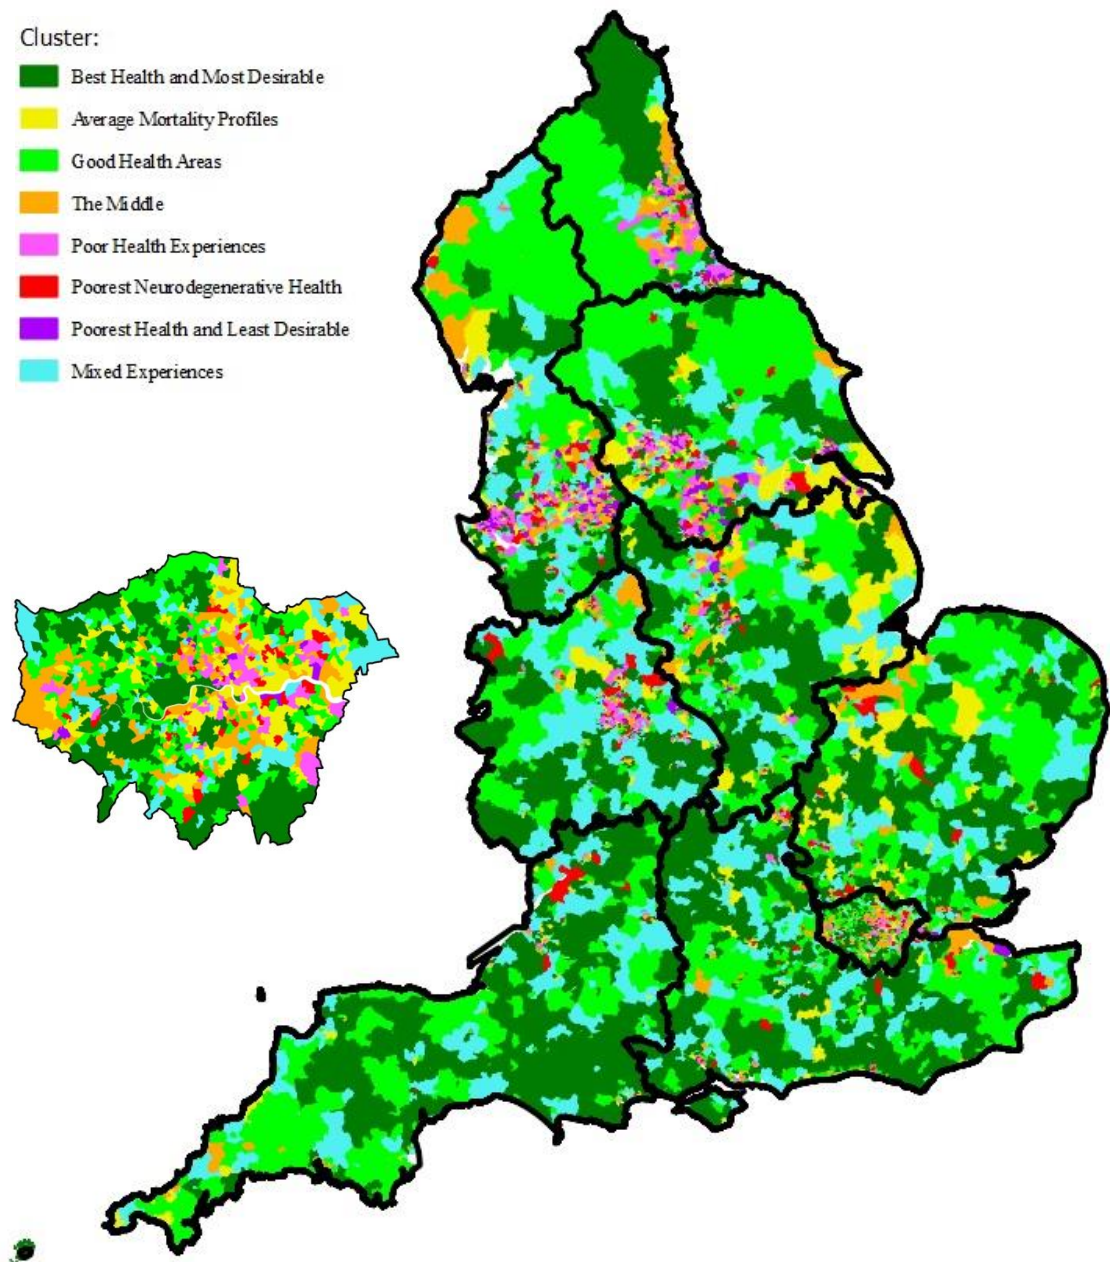 Cluster:
Best Health and Most Desirable
Average Mortality Profiles
Good Health Areas
The Middle
Poor Health Experiences
Poorest Neurodegenerative Health
Poorest Health and Least Desirable
Mixed Experiences